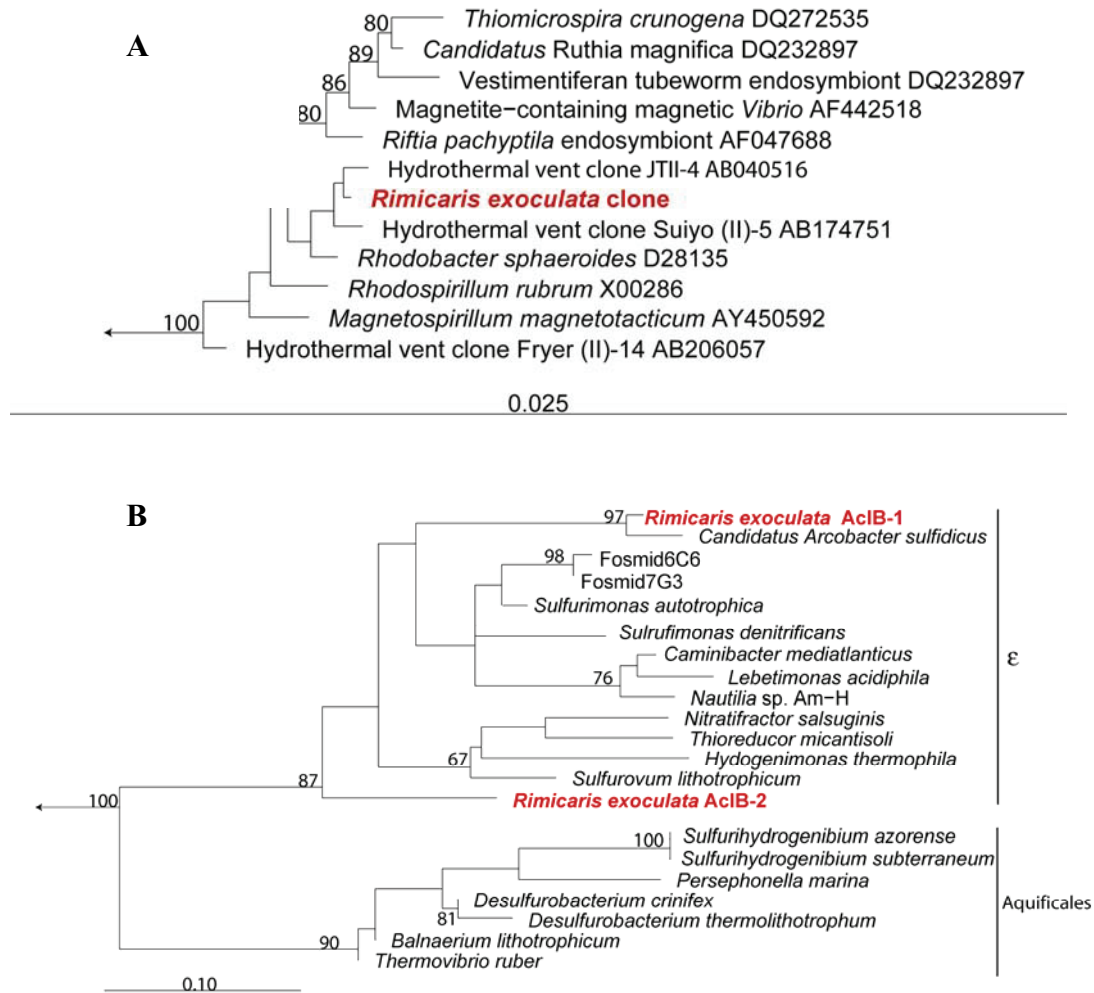 A
80
Thiomicrospira crunogena DQ272535
Candidatus Ruthia magnifica DQ232897
89
Vestimentiferan tubeworm endosymbiont DQ232897
86
Magnetite−containing magnetic Vibrio AF442518
80
Riftia pachyptila endosymbiont AF047688
Hydrothermal vent clone JTII-4 AB040516
Rimicaris exoculata clone
Hydrothermal vent clone Suiyo (II)-5 AB174751
Rhodobacter sphaeroides D28135
Rhodospirillum rubrum X00286
Magnetospirillum magnetotacticum AY450592
100
Hydrothermal vent clone Fryer (II)-14 AB206057
0.025
B
97
Rimicaris exoculata AclB-1
Candidatus Arcobacter sulfidicus
98
Fosmid6C6
Fosmid7G3
Sulfurimonas autotrophica
Sulrufimonas denitrificans
Caminibacter mediatlanticus
76
Lebetimonas acidiphila
Nautilia sp. Am−H
Nitratifractor salsuginis
Thioreducor micantisoli
67
Hydogenimonas thermophila
Sulfurovum lithotrophicum
87
Rimicaris exoculata AclB-2
ε
100
100
Sulfurihydrogenibium azorense
Sulfurihydrogenibium subterraneum
Persephonella marina
Desulfurobacterium crinifex
81
Desulfurobacterium thermolithotrophum
90
Balnaerium lithotrophicum
Thermovibrio ruber
Aquificales
0.10